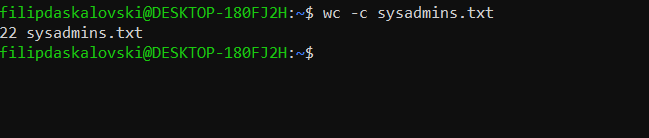 filipdaskalovski@DESKTOP-180FJ2H:~$ wc -c sysadmins.txt
22 sysadmins.txt
filipdaskalovski@DESKTOP-180FJ2H:~$